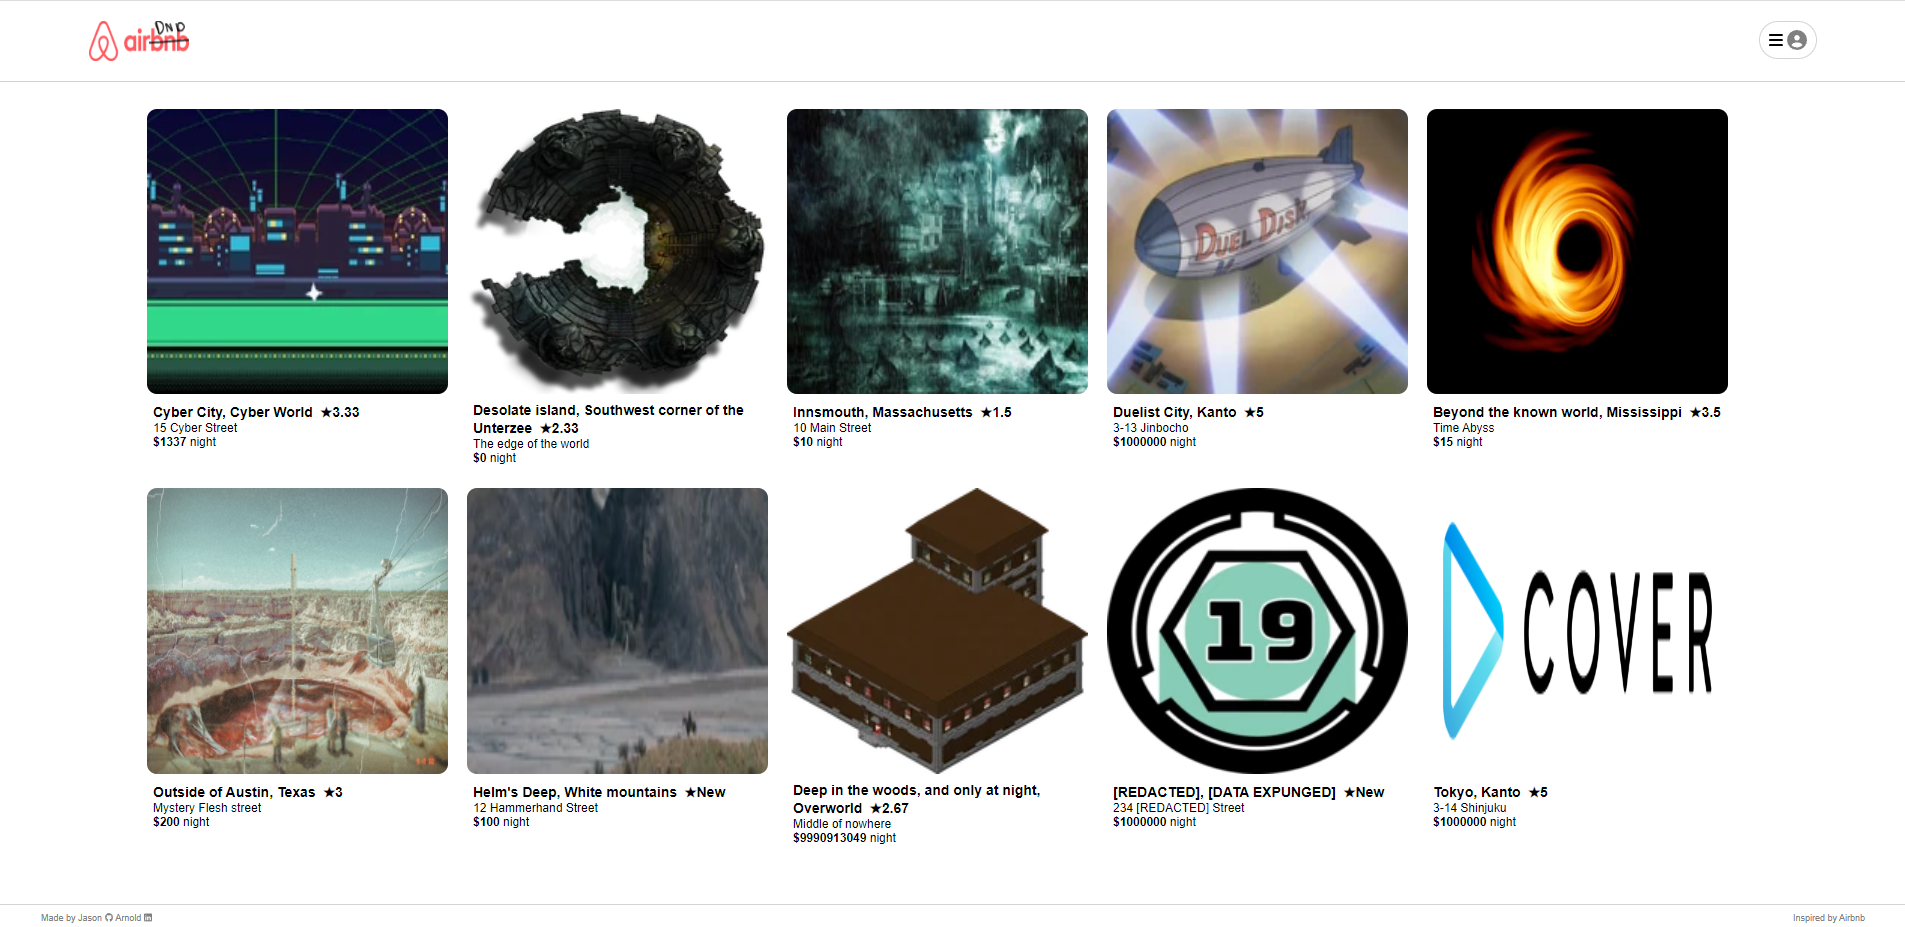 DND
airbnb
DUEL DISK
Cyber City, Cyber World ★3.33
15 Cyber Street
$1337 night
Desolate island, Southwest corner of the
Unterzee ★2.33
The edge of the world
$0 night
Innsmouth, Massachusetts ★1.5
10 Main Street
$10 night
Duelist City, Kanto ★5
3-13 Jinbocho
$1000000 night
Beyond the known world, Mississippi ★3.5
Time Abyss
$15 night
19
COVER
Outside of Austin, Texas ★3
Mystery Flesh street
$200 night
Helm's Deep, White mountains ★New
12 Hammerhand Street
$100 night
Deep in the woods, and only at night,
Overworld ★2.67
Middle of nowhere
$9990913049 night
[REDACTED], [DATA EXPUNGED] ★New
234 [REDACTED] Street
$1000000 night
Tokyo, Kanto ★5
3-14 Shinjuku
$1000000 night
Made by Jason Arnold
Inspired by Airbnb